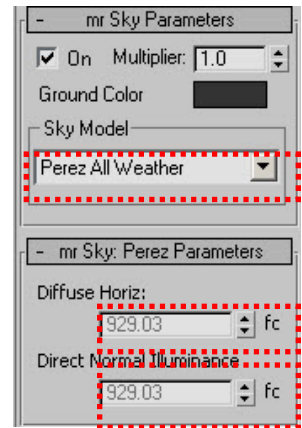 - mr Sky Parameters
On Multiplier: 1.0
Ground Color
Sky Model
Perez All Weather
- mr Sky: Perez Parameters
Diffuse Horiz:
929.03 fc
Direct Normal Illuminance
929.03 fc